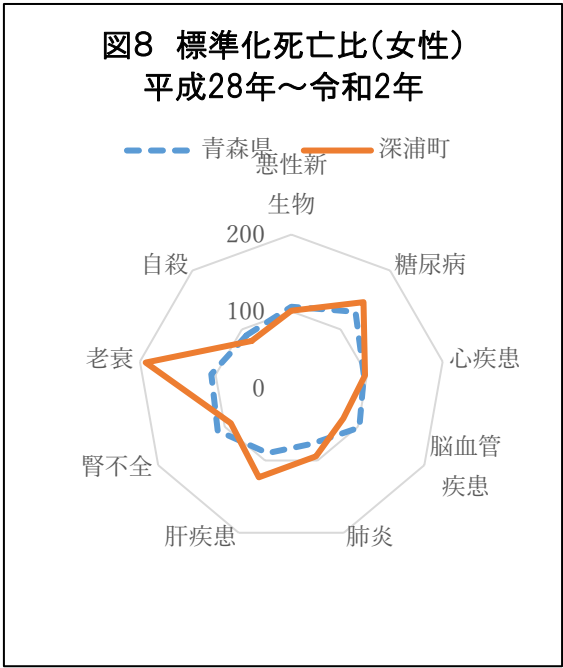 図8 標準化死亡比(女性)
平成28年～令和2年
青森県
深浦町
悪性新
生物
糖尿病
心疾患
脳血管
疾患
肺炎
肝疾患
腎不全
老衰
自殺
200
100
0